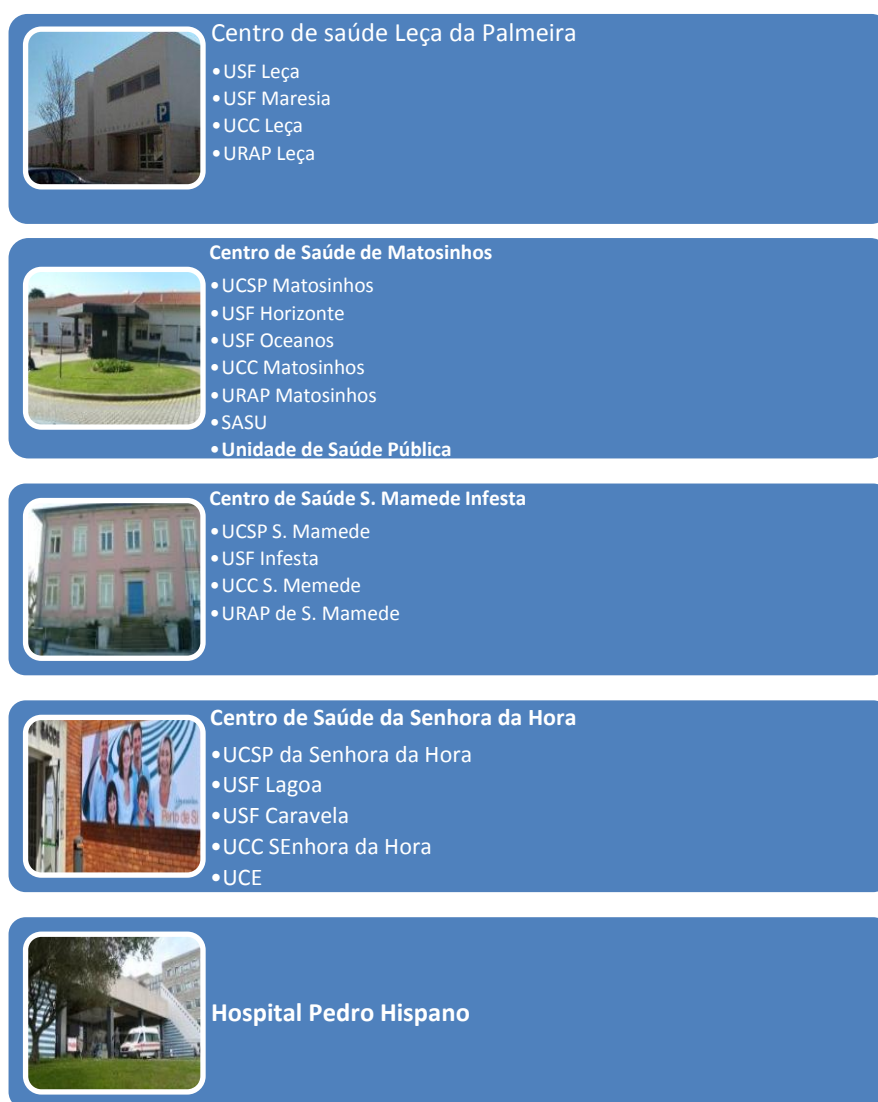 Centro de saúde Leça da Palmeira
•USF Leça
•USF Maresia
•UCC Leça
•URAP Leça
P
Centro de Saúde de Matosinhos
•UCSP Matosinhos
•USF Horizonte
•USF Oceanos
•UCC Matosinhos
•URAP Matosinhos
•SASU
•Unidade de Saúde Pública
Centro de Saúde S. Mamede Infesta
•UCSP S. Mamede
•USF Infesta
•UCC S. Memede
•URAP de S. Mamede
Centro de Saúde da Senhora da Hora
•UCSP da Senhora da Hora
•USF Lagoa
•USF Caravela
•UCC SEnhora da Hora
•UCE
Perto de Si
Hospital Pedro Hispano